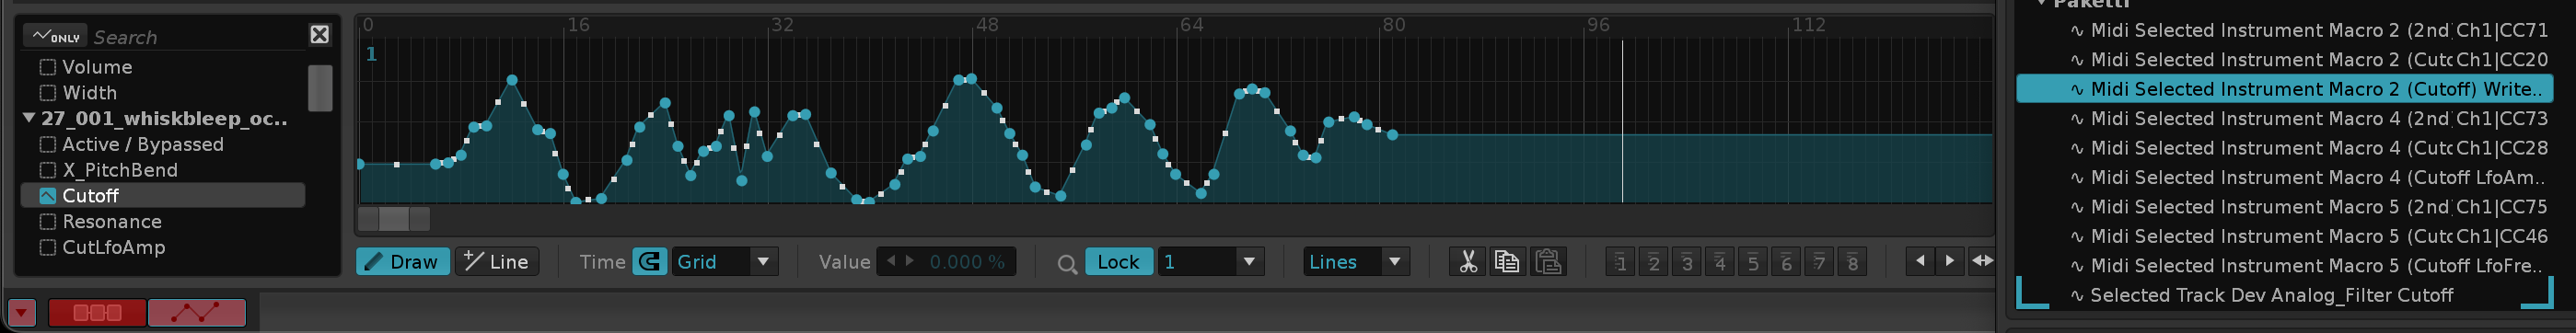 ONLY Search
Volume
Width
27_001_whiskbleep_oc..
Active / Bypassed
X_PitchBend
Cutoff
Resonance
CutLfoAmp
0 16 32 48 64 80 96 112
1
Draw Line Time Grid Value 0.000 % Lock 1 Lines 1 2 3 4 5 6 7 8
Paketti
Midi Selected Instrument Macro 2 (2nd Ch1|CC71
Midi Selected Instrument Macro 2 (Cutc Ch1|CC20
Midi Selected Instrument Macro 2 (Cutoff) Write..
Midi Selected Instrument Macro 4 (2nd Ch1|CC73
Midi Selected Instrument Macro 4 (Cutc Ch1|CC28
Midi Selected Instrument Macro 4 (Cutoff LfoAm..
Midi Selected Instrument Macro 5 (2nd Ch1|CC75
Midi Selected Instrument Macro 5 (Cutc Ch1|CC46
Midi Selected Instrument Macro 5 (Cutoff LfoFre..
Selected Track Dev Analog_Filter Cutoff